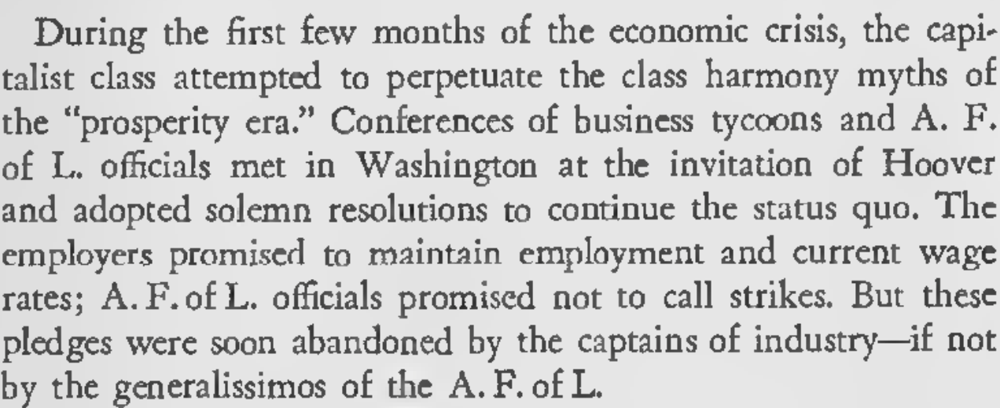 During the first few months of the economic crisis, the capi-
talist class attempted to perpetuate the class harmony myths of
the “prosperity era.” Conferences of business tycoons and A. F.
of L. officials met in Washington at the invitation of Hoover
and adopted solemn resolutions to continue the status quo. The
employers promised to maintain employment and current wage
rates; A. F. of L. officials promised not to call strikes. But these
pledges were soon abandoned by the captains of industry—if not
by the generalissimos of the A. F. of L.